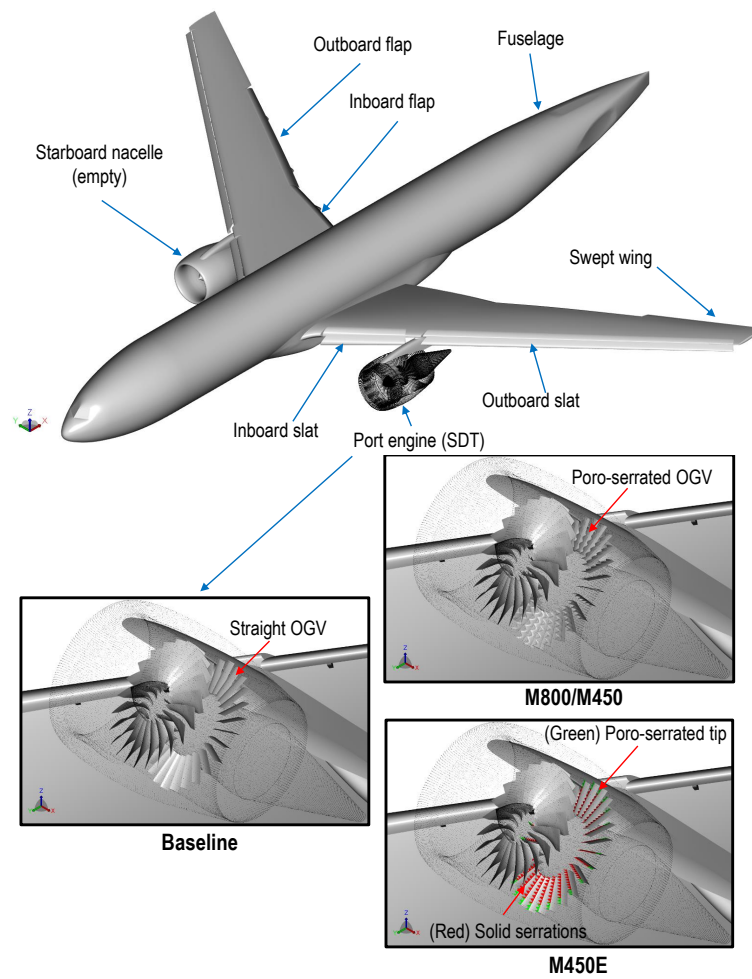 Outboard flap
Fuselage
Inboard flap
Starboard nacelle
(empty)
Swept wing
Z
Y X
Inboard slat
Outboard slat
Port engine (SDT)
Poro-serrated OGV
Z
Y X
M800/M450
Straight OGV
Z
Y X
Baseline
(Green) Poro-serrated tip
Z
Y X
(Red) Solid serrations
M450E